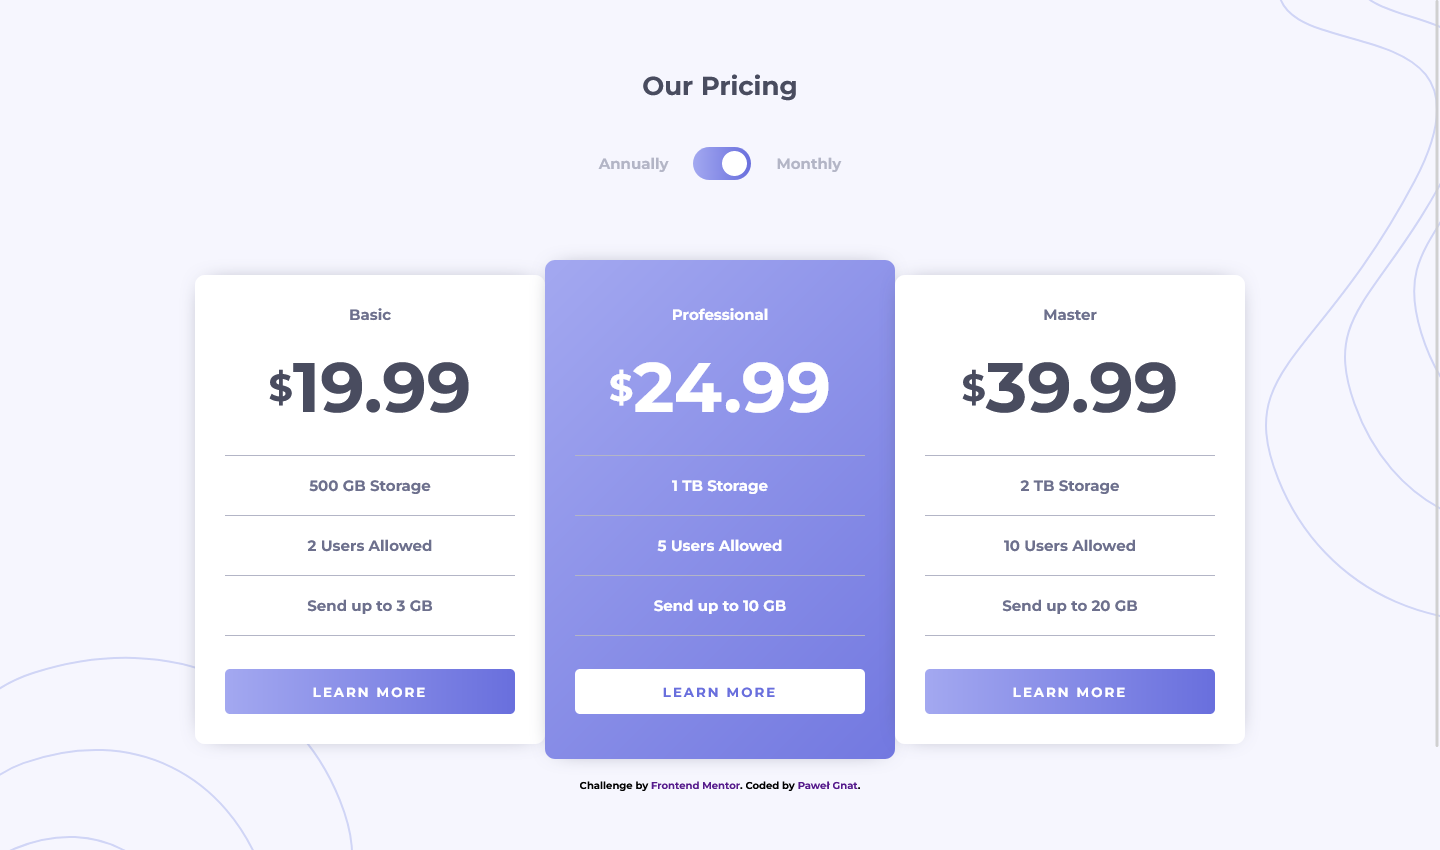 Our Pricing
Annually Monthly
Basic
$19.99
500 GB Storage
2 Users Allowed
Send up to 3 GB
LEARN MORE
Professional
$24.99
1 TB Storage
5 Users Allowed
Send up to 10 GB
LEARN MORE
Master
$39.99
2 TB Storage
10 Users Allowed
Send up to 20 GB
LEARN MORE
Challenge by Frontend Mentor. Coded by Paweł Gnat.